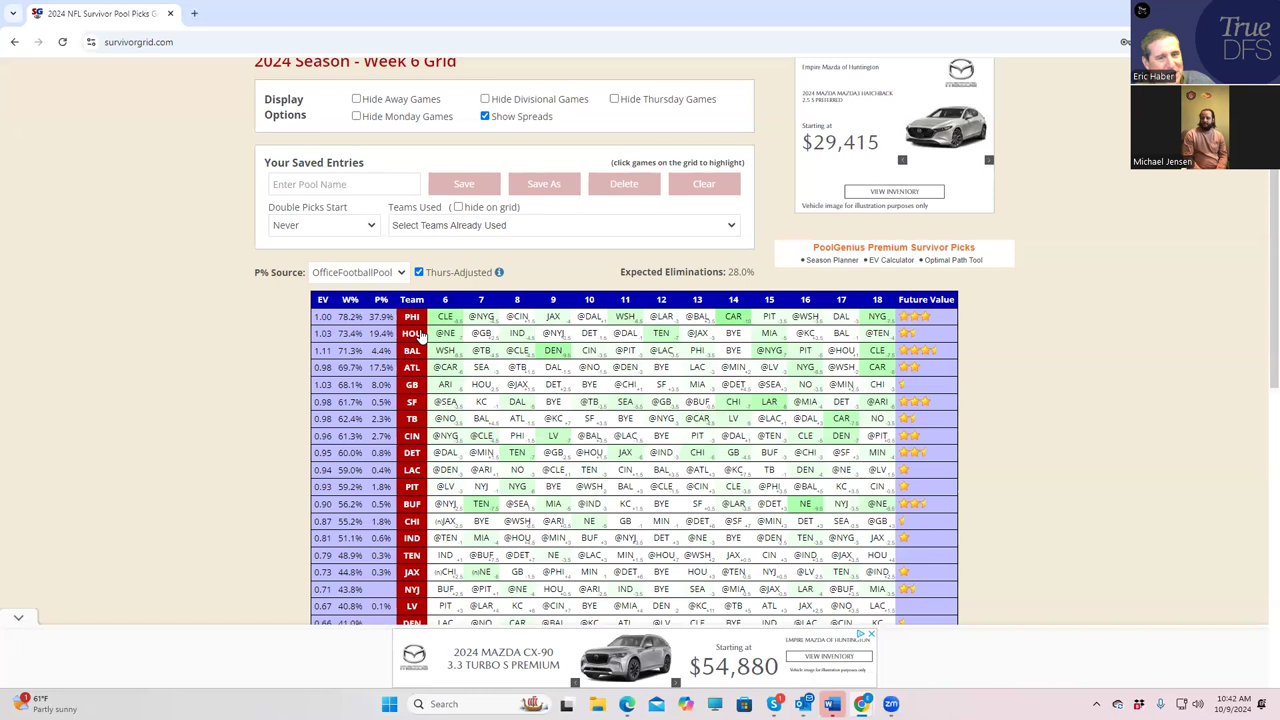 2024 NFL Survivor Pool Picks G
survivorgrid.com
True
DFS
Eric Haber
Michael Jensen
2024 Season - Week 6 Grid
Display
Options
Hide Away Games
Hide Divisional Games
Hide Thursday Games
Hide Monday Games
Show Spreads
Your Saved Entries
(click games on the grid to highlight)
Enter Pool Name
Save
Save As
Delete
Clear
Double Picks Start
Teams Used ( hide on grid)
Never
Select Teams Already Used
Empire Mazda of Huntington
2024 MAZDA MAZDA3 HATCHBACK
2.5 S PREFERRED
Starting at
$29,415
VIEW INVENTORY
Vehicle image for illustration purposes only
PoolGenius Premium Survivor Picks
• Season Planner • EV Calculator • Optimal Path Tool
P% Source: OfficeFootballPool Thurs-Adjusted Expected Eliminations: 28.0%
EV W% P% Team 6 7 8 9 10 11 12 13 14 15 16 17 18 Future Value
1.00 78.2% 37.9% PHI CLE @NYG @CIN JAX @DAL WSH @LAR @BAL CAR PIT @WSH DAL NYG
1.03 73.4% 19.4% HOU @NE @GB IND @NYJ DET @DAL TEN @JAX BYE MIA @KC BAL @TEN
1.11 71.3% 4.4% BAL WSH @TB @CLE DEN CIN @PIT @LAC PHI BYE @NYG PIT @HOU CLE
0.98 69.7% 17.5% ATL @CAR SEA @TB DAL @NO @DEN BYE LAC @MIN @LV NYG @WSH CAR
1.03 68.1% 8.0% GB ARI HOU @JAX DET BYE @CHI SF MIA @DET @SEA NO @MIN CHI
0.98 61.7% 0.5% SF @SEA KC DAL BYE @TB SEA @GB @BUF CHI LAR @MIA DET @ARI
0.98 62.4% 2.3% TB @NO BAL ATL @KC SF BYE @NYG @CAR LV @LAC @DAL CAR NO
0.96 61.3% 2.7% CIN @NYG @CLE PHI LV @BAL @LAC BYE PIT @DAL @TEN CLE DEN @PIT
0.95 60.3% 0.8% DET @DAL @MIN TEN @GB @HOU JAX @IND CHI GB BUF @CHI @SF MIN
0.94 59.0% 0.4% LAC @DEN @ARI NO @CLE TEN CIN BAL @ATL @KC TB DEN @NE @LV
0.93 59.2% 1.8% PIT @LV NYJ NYG BYE @WSH BAL @CLE @CIN CLE @PHI @BAL KC CIN
0.90 56.2% 0.5% BUF @NYJ TEN @SEA MIA @IND KC BYE SF @LAR @DET NE NYJ @NE
0.87 55.2% 1.8% CHI (n)JAX BYE @WSH @ARI NE GB MIN @DET @SF @MIN DET SEA @GB
0.81 51.1% 0.6% IND @TEN MIA @HOU @MIN BUF @NYJ DET @NE BYE @DEN TEN @NYG JAX
0.79 48.9% 0.3% TEN IND @BUF @DET NE @LAC MIN @HOU @WSH JAX CIN @IND @JAX HOU
0.73 44.8% 0.3% JAX (n)CHI (n)NE GB @PHI MIN @DET BYE HOU @TEN NYJ @LV TEN @IND
0.71 43.8% NYJ BUF @PIT @NE HOU @ARI IND BYE SEA @MIA @JAX LAR @BUF MIA
0.67 40.8% 0.1% LV PIT @LAR KC @CIN BYE @MIA DEN @KC @TB ATL JAX @NO LAC
2024 MAZDA CX-90
3.3 TURBO S PREMIUM
Starting at
$54,880
EMPIRE MAZDA OF HUNTINGTON
VIEW INVENTORY
Vehicle image for illustration purposes only
61°F
Partly sunny
Search
10:42 AM
10/9/2024